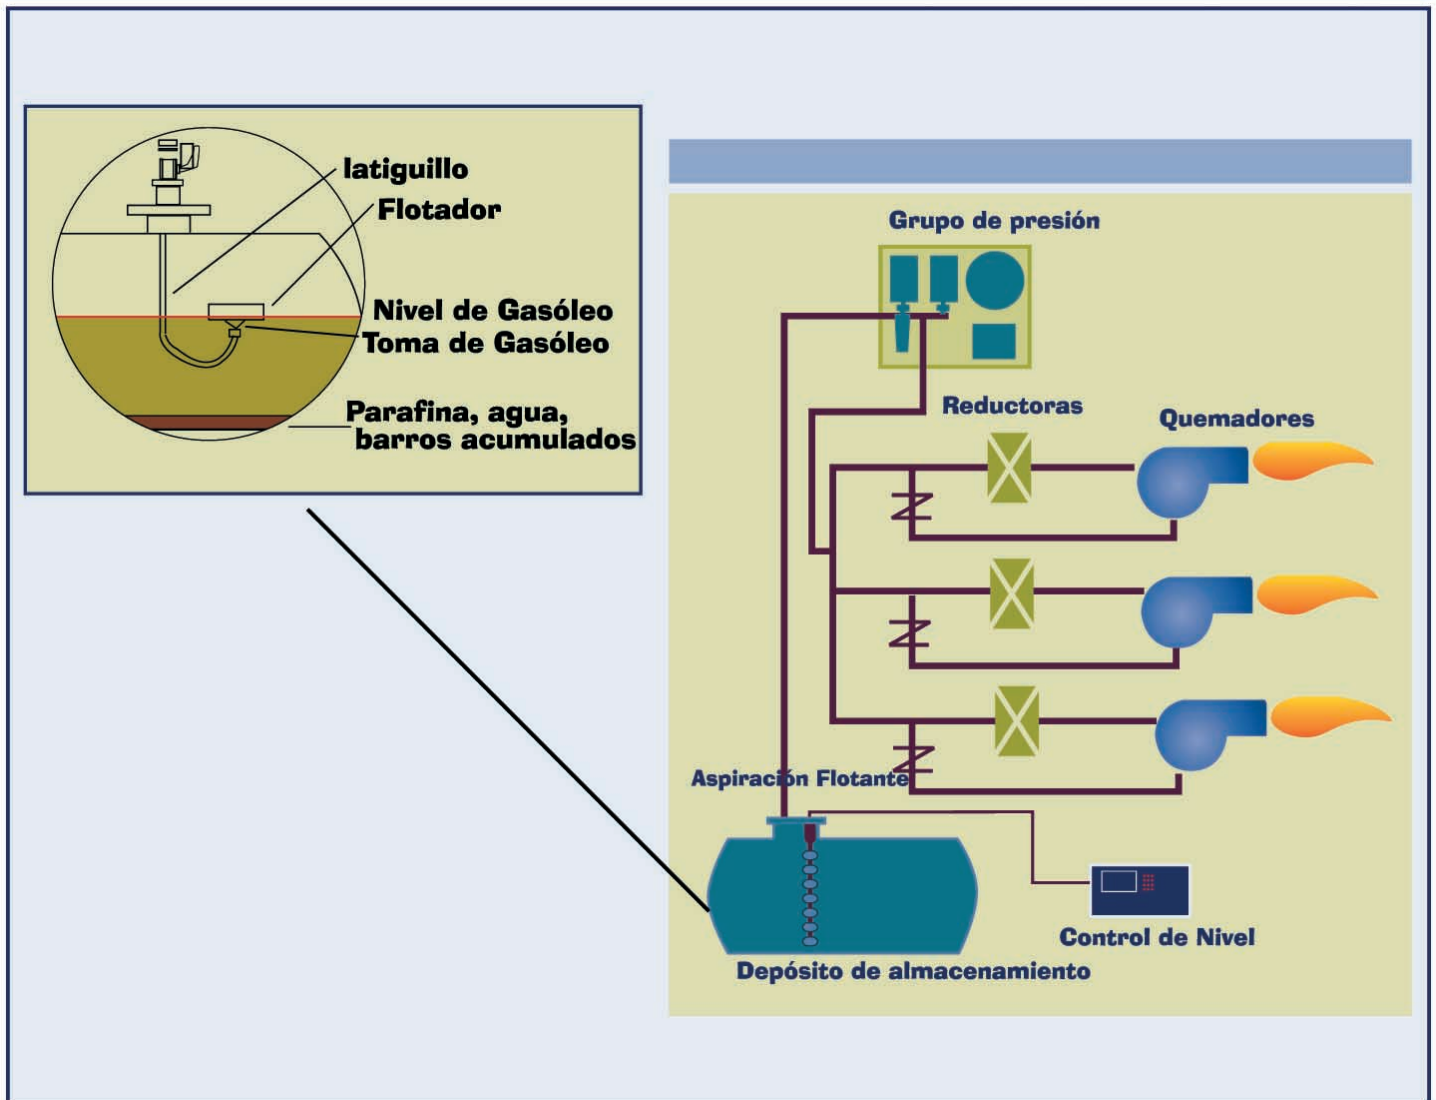 latiguillo
Flotador
Nivel de Gasóleo
Toma de Gasóleo
Parafina, agua,
barros acumulados
Grupo de presión
Reductoras
Quemadores
Aspiración Flotante
Control de Nivel
Depósito de almacenamiento